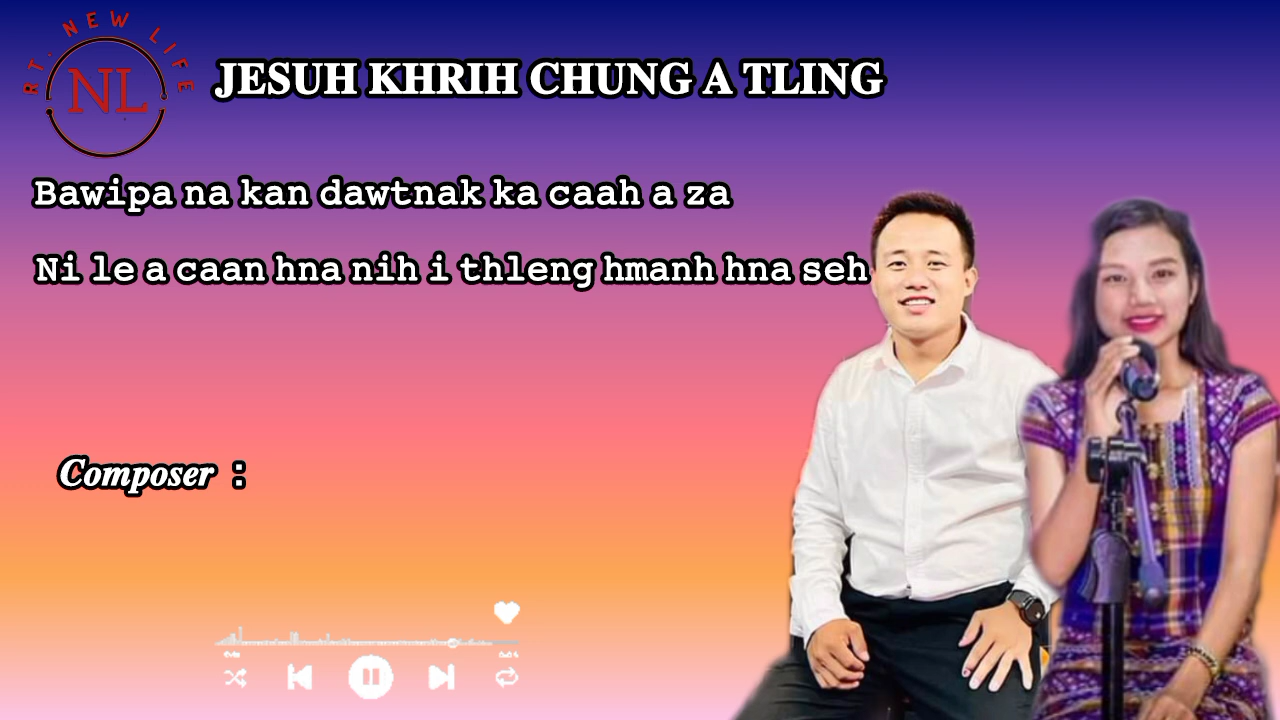 RT. NEW LIFE
NL
JESUH KHRIH CHUNG A TLING
Bawipa na kan dawtnak ka caah a za
Ni le a caan hna nih i thleng hmanh hna seh
Composer :